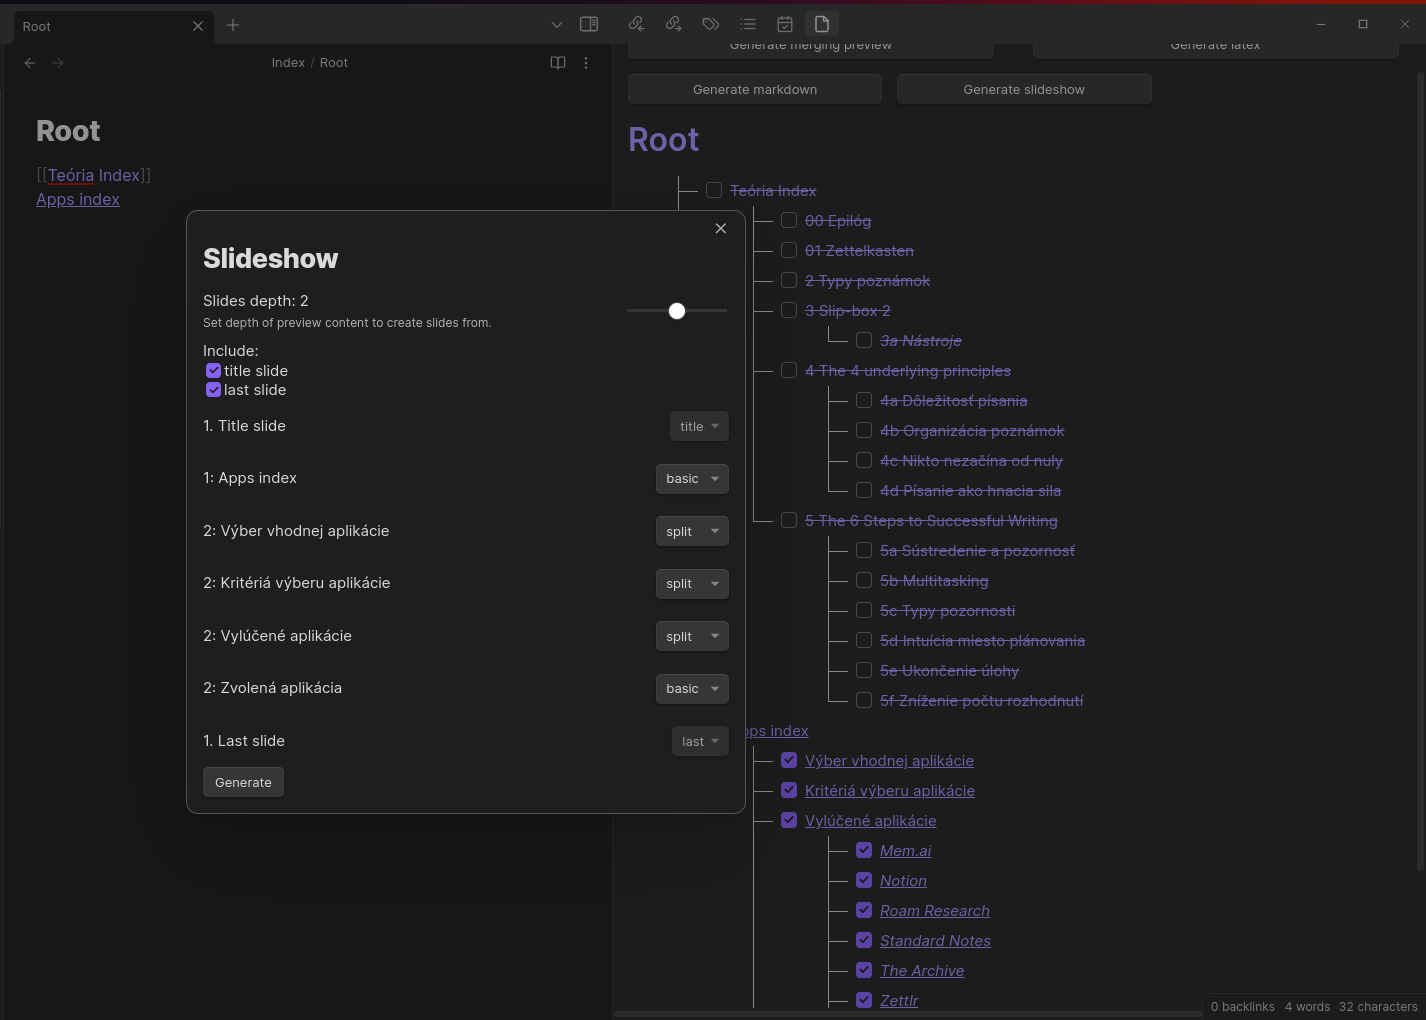 Root
Index / Root
Root
[[Teória Index]]
Apps index
Generate merging preview
Generate latex
Generate markdown
Generate slideshow
Root
Teória Index
00 Epilóg
01 Zettelkasten
2 Typy poznámok
3 Slip-box 2
3a Nástroje
4 The 4 underlying principles
4a Dôležitosť písania
4b Organizácia poznámok
4c Nikto nezačína od nuly
4d Písanie ako hnacia sila
5 The 6 Steps to Successful Writing
5a Sústredenie a pozornosť
5b Multitasking
5c Typy pozornosti
5d Intuícia miesto plánovania
5e Ukončenie úlohy
5f Zníženie počtu rozhodnutí
ops index
Výber vhodnej aplikácie
Kritériá výberu aplikácie
Vylúčené aplikácie
Mem.ai
Notion
Roam Research
Standard Notes
The Archive
Zettlr
Slideshow
Slides depth: 2
Set depth of preview content to create slides from.
Include:
title slide
last slide
1. Title slide title
1: Apps index basic
2: Výber vhodnej aplikácie split
2: Kritériá výberu aplikácie split
2: Vylúčené aplikácie split
2: Zvolená aplikácia basic
1. Last slide last
Generate
0 backlinks 4 words 32 characters